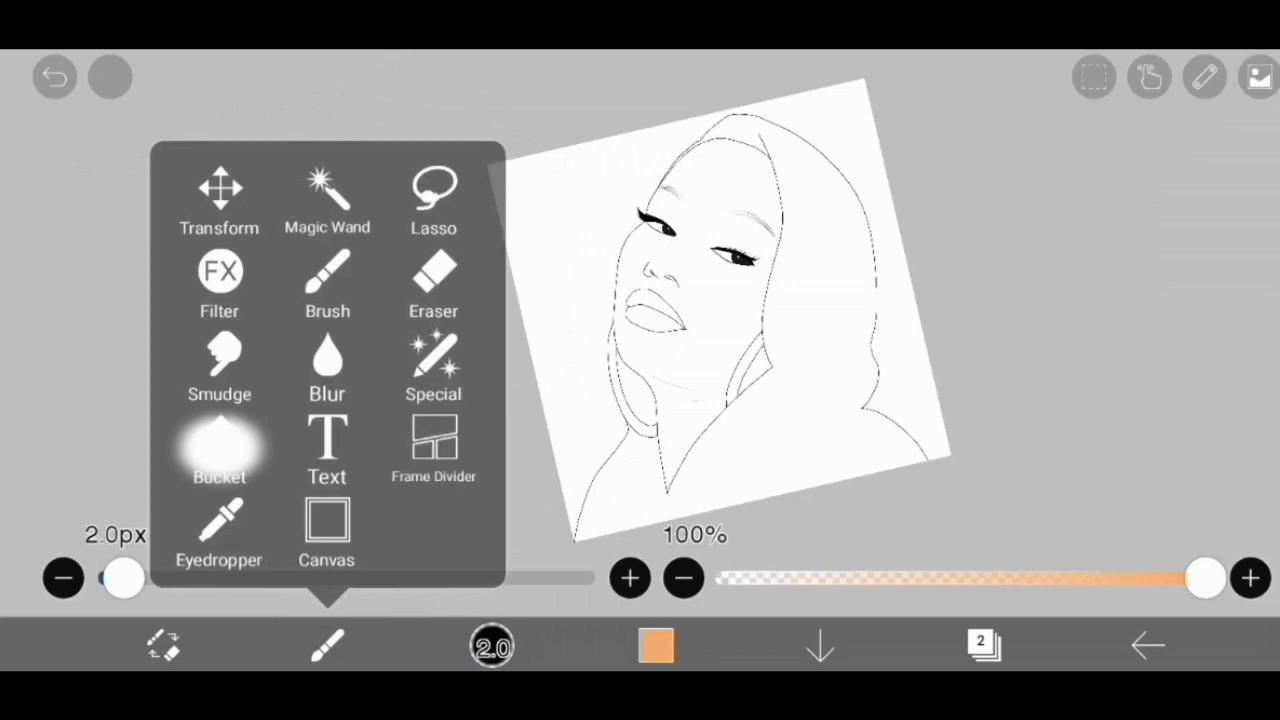 Transform Magic Wand Lasso
FX
Filter Brush Eraser
Smudge Blur Special
T
Bucket Text Frame Divider
Eyedropper Canvas
2.0px 100%
2.0
2